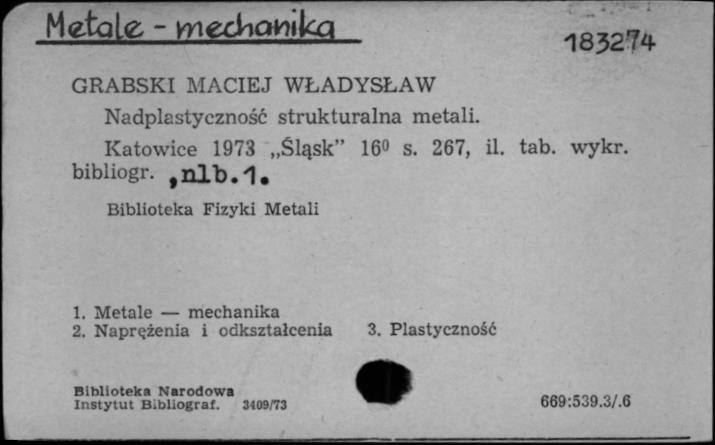 Metale - mechanika
183274
GRABSKI MACIEJ WŁADYSŁAW
Nadplastyczność strukturalna metali.
Katowice 1973 „Śląsk” 16⁰ s. 267, il. tab. wykr.
bibliogr. ,nlb.1.
Biblioteka Fizyki Metali
1. Metale — mechanika
2. Naprężenia i odkształcenia 3. Plastyczność
Biblioteka Narodowa
Instytut Bibliograf. 3409/73
669:539.3/.6